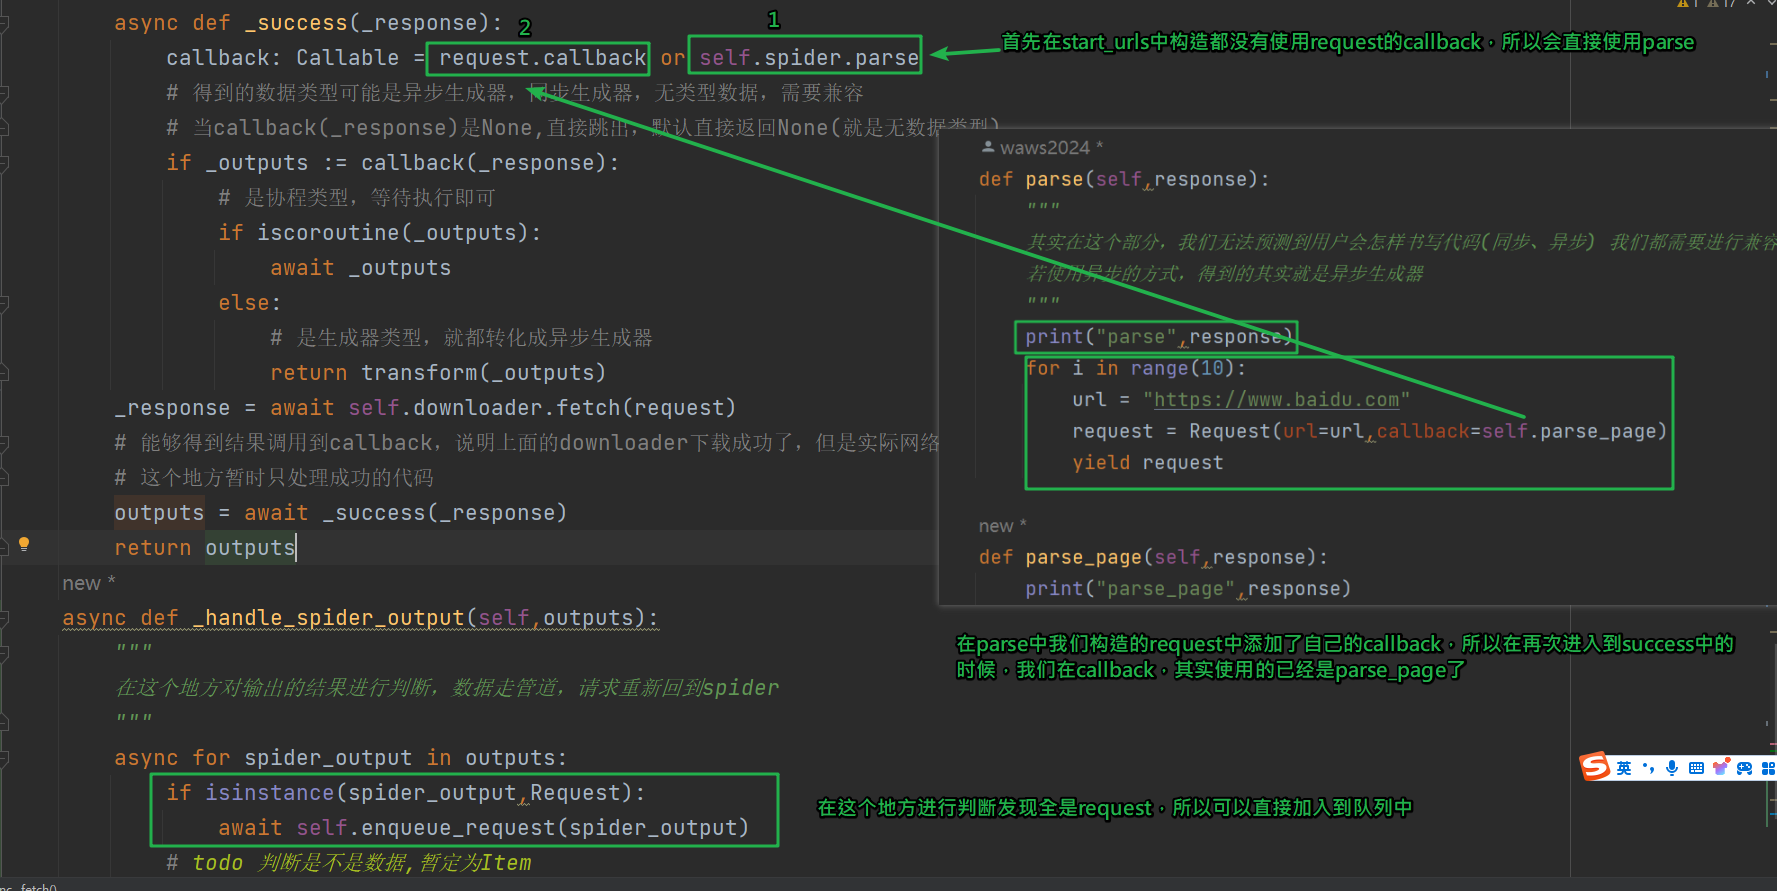 async def _success(_response):
2
1
callback: Callable = request.callback or self.spider.parse
首先在start_urls中构造都没有使用request的callback，所以会直接使用parse
# 得到的数据类型可能是异步生成器，同步生成器，无类型数据，需要兼容
# 当callback(_response)是None,直接跳出，默认直接返回None(就是无数据类型)
if _outputs := callback(_response):
# 是协程类型，等待执行即可
if iscoroutine(_outputs):
await _outputs
else:
# 是生成器类型，就都转化成异步生成器
return transform(_outputs)
_response = await self.downloader.fetch(request)
# 能够得到结果调用到callback，说明上面的downloader下载成功了，但是实际网络
# 这个地方暂时只处理成功的代码
outputs = await _success(_response)
return outputs
new *
async def _handle_spider_output(self,outputs):
"""
在这个地方对输出的结果进行判断，数据走管道，请求重新回到spider
"""
async for spider_output in outputs:
if isinstance(spider_output,Request):
await self.enqueue_request(spider_output)
# todo 判断是不是数据,暂定为Item
waws2024 *
def parse(self,response):
"""
其实在这个部分，我们无法预测到用户会怎样书写代码(同步、异步) 我们都需要进行兼容
若使用异步的方式，得到的其实就是异步生成器
"""
print("parse",response)
for i in range(10):
url = "https://www.baidu.com"
request = Request(url=url,callback=self.parse_page)
yield request
new *
def parse_page(self,response):
print("parse_page",response)
在parse中我们构造的request中添加了自己的callback，所以在再次进入到success中的
时候，我们在callback，其实使用的已经是parse_page了
英
在这个地方进行判断发现全是request，所以可以直接加入到队列中
_fetch()